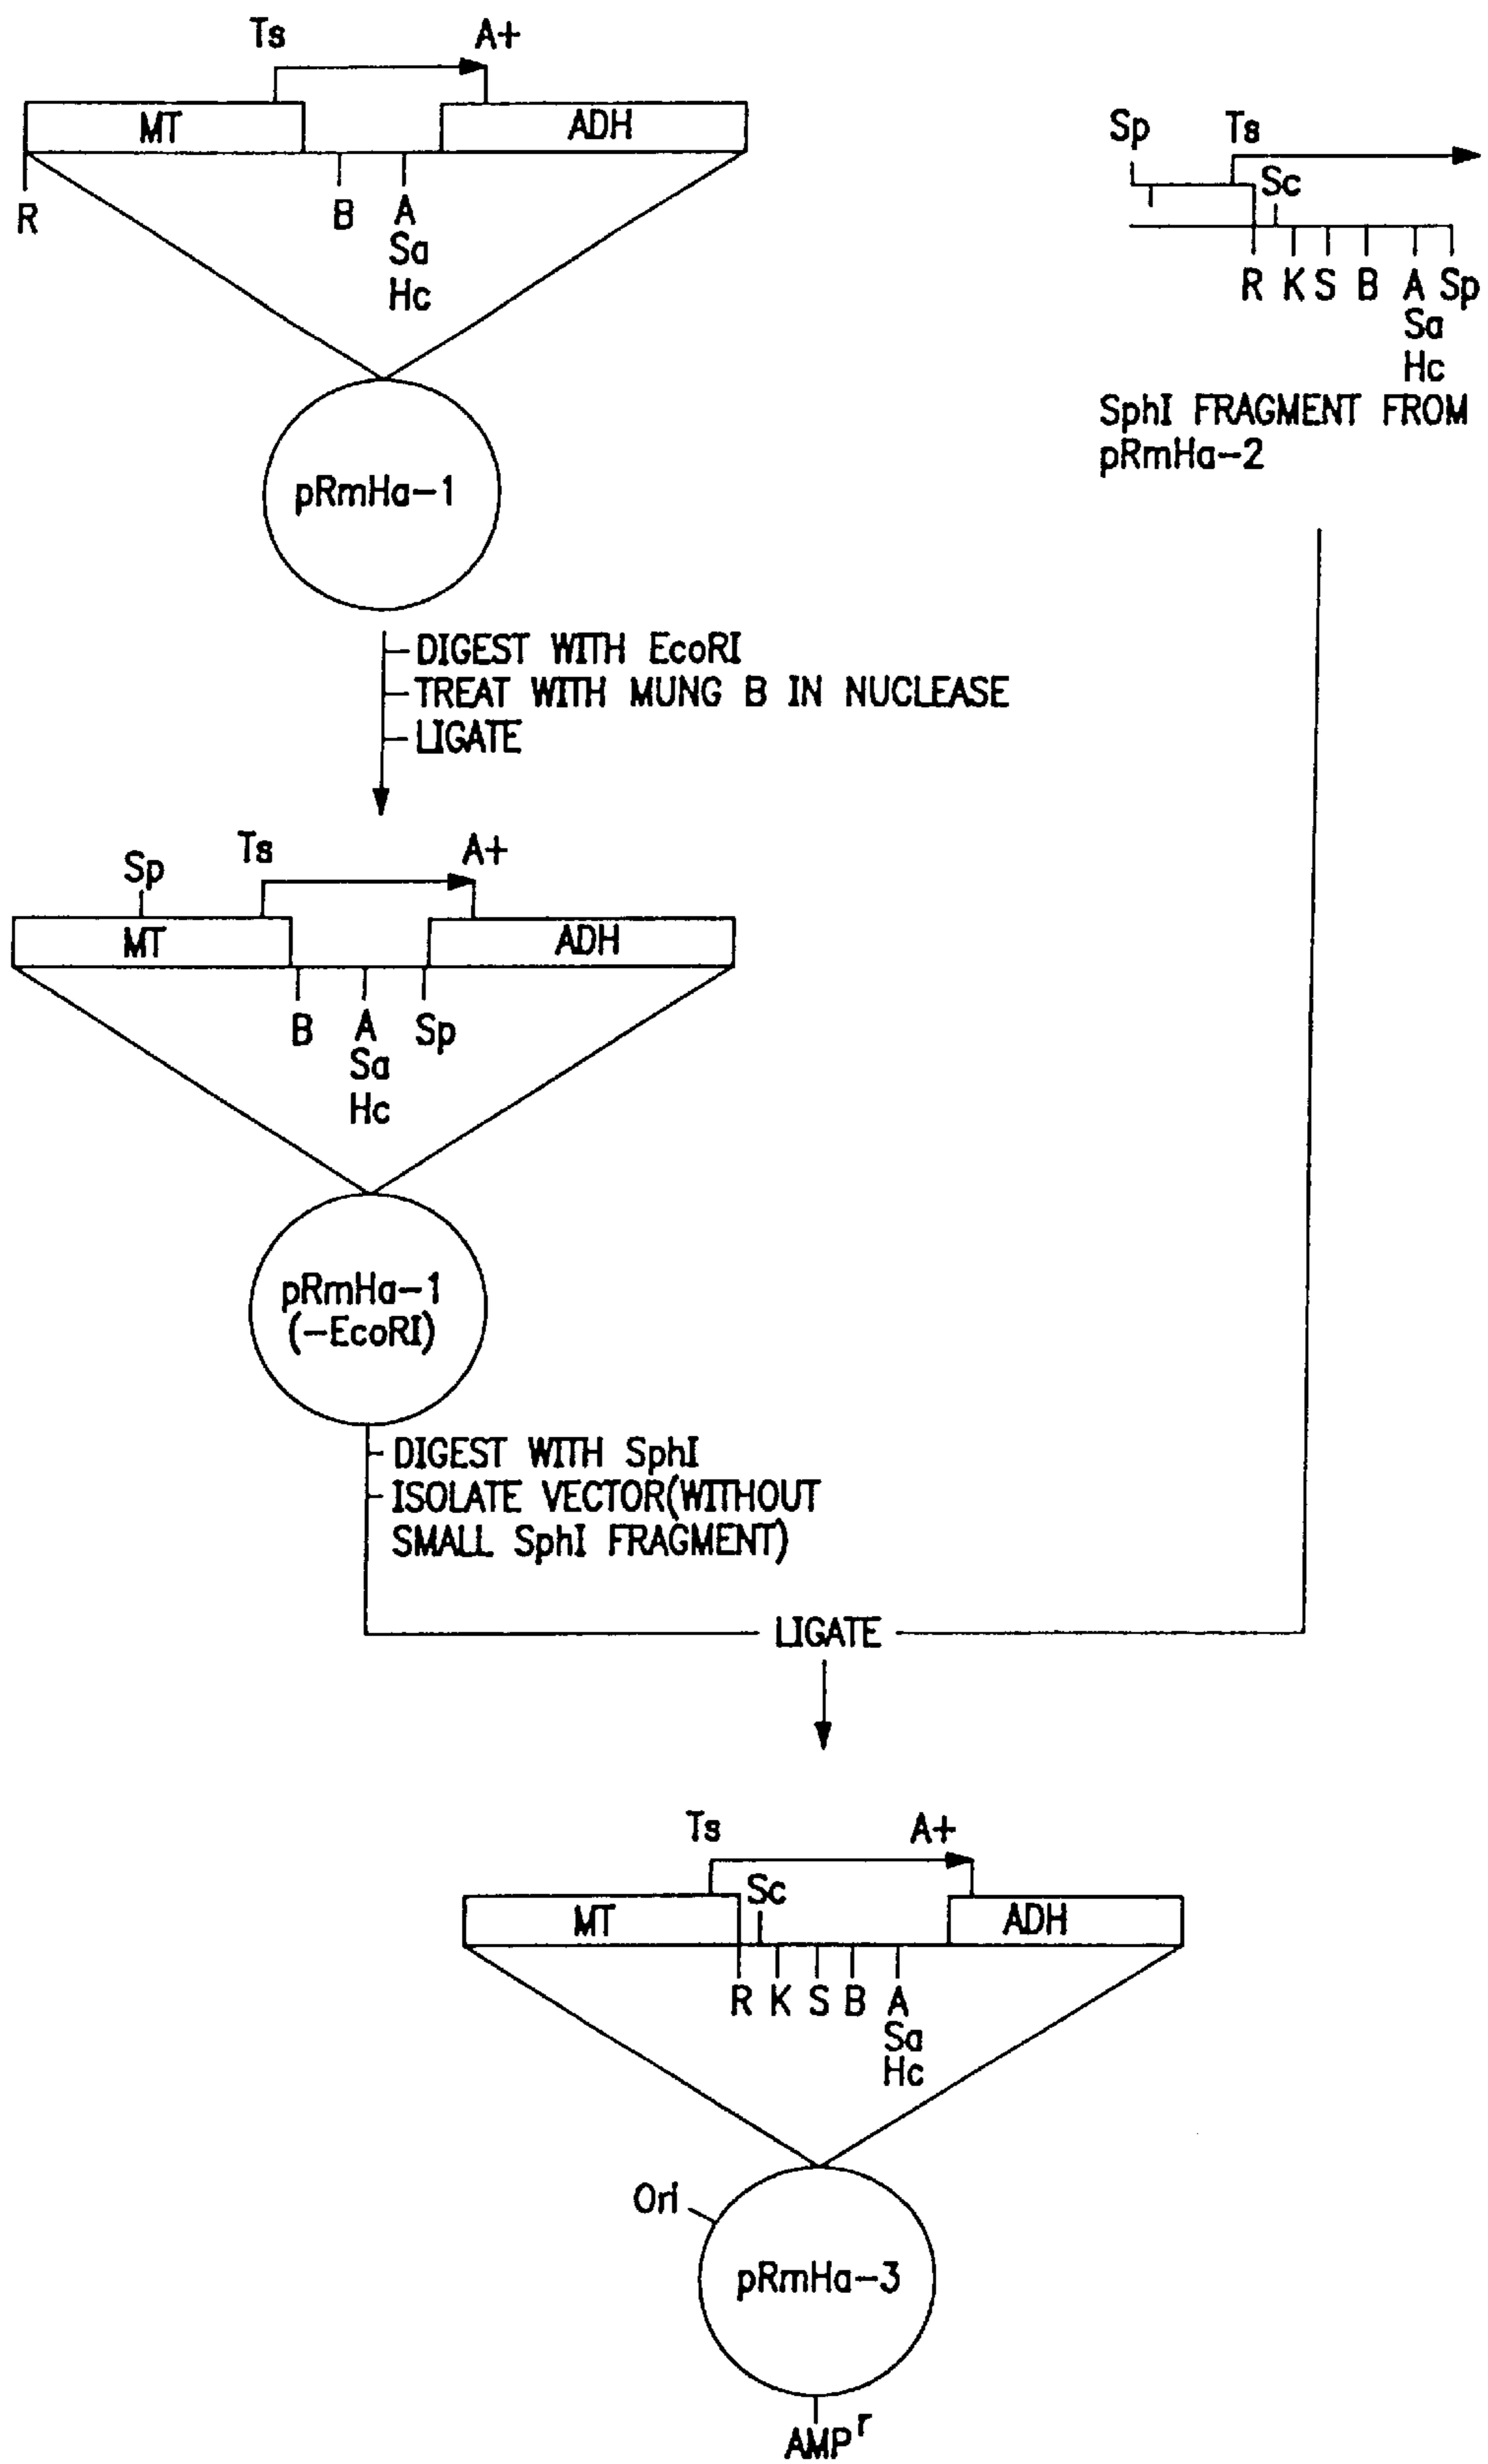 Ts A+
MT ADH
R B A
Sa
Hc
pRmHa-1
Sp Ts
Sc
R K S B A Sp
Sa
Hc
SphI FRAGMENT FROM
pRmHa-2
DIGEST WITH EcoRI
TREAT WITH MUNG B IN NUCLEASE
LIGATE
Sp Ts A+
MT ADH
B A Sp
Sa
Hc
pRmHa-1
(-EcoRI)
DIGEST WITH SphI
ISOLATE VECTOR(WITHOUT
SMALL SphI FRAGMENT)
LIGATE
Ts A+
Sc
MT ADH
R K S B A
Sa
Hc
Ori
pRmHa-3
AMPʳ